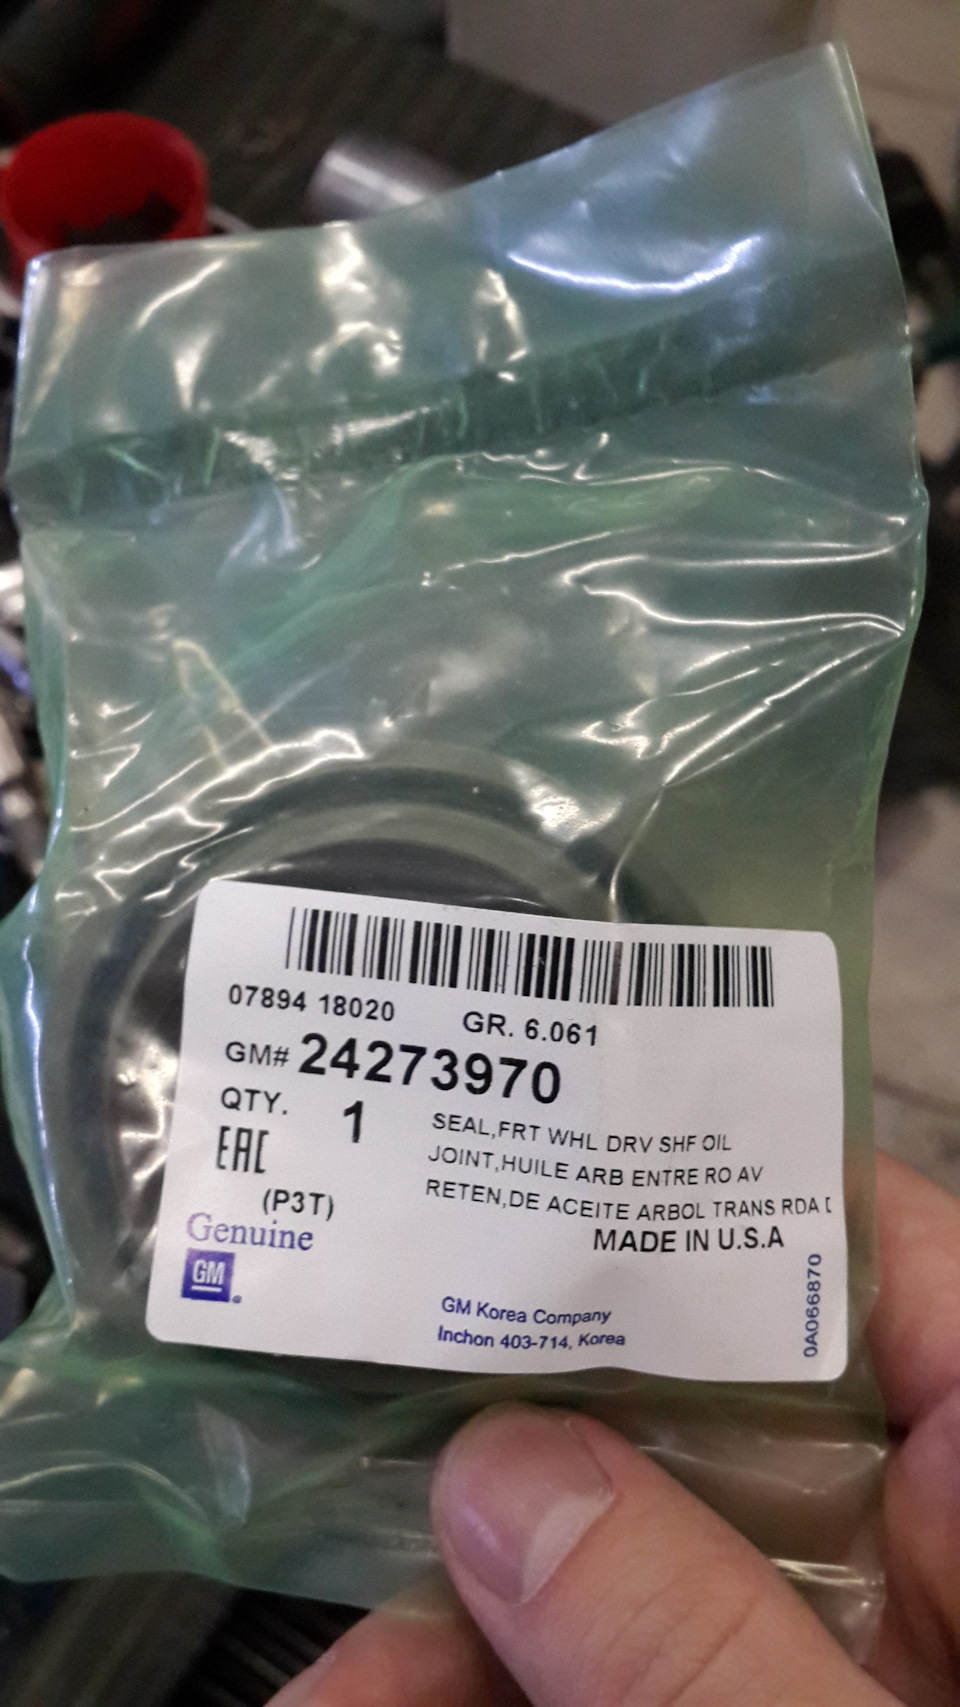 07894 18020 GR. 6.061
GM# 24273970
QTY. 1
SEAL,FRT WHL DRV SHF OIL
JOINT,HUILE ARB ENTRE RO AV
RETEN,DE ACEITE ARBOL TRANS RDA
EAC
(P3T)
MADE IN U.S.A
Genuine
GM
GM Korea Company
Inchon 403-714, Korea
0A066870